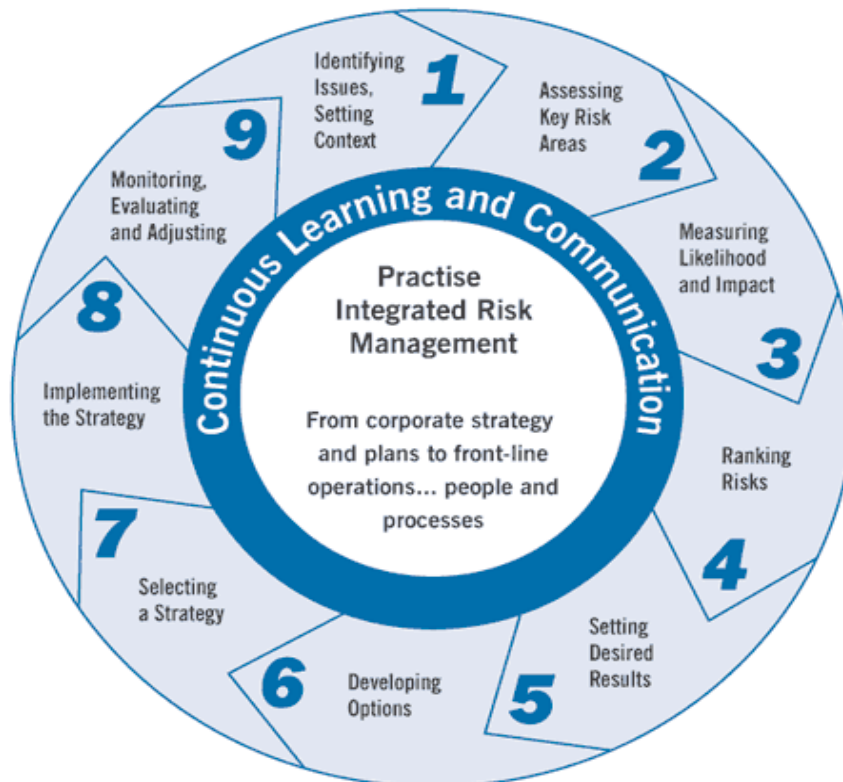 1
Identifying
Issues,
Setting
Context
2
Assessing
Key Risk
Areas
3
Measuring
Likelihood
and Impact
4
Ranking
Risks
5
Setting
Desired
Results
6
Developing
Options
7
Selecting
a Strategy
8
Implementing
the Strategy
9
Monitoring,
Evaluating
and Adjusting
Continuous Learning and Communication
Practise
Integrated Risk
Management
From corporate strategy
and plans to front-line
operations... people and
processes